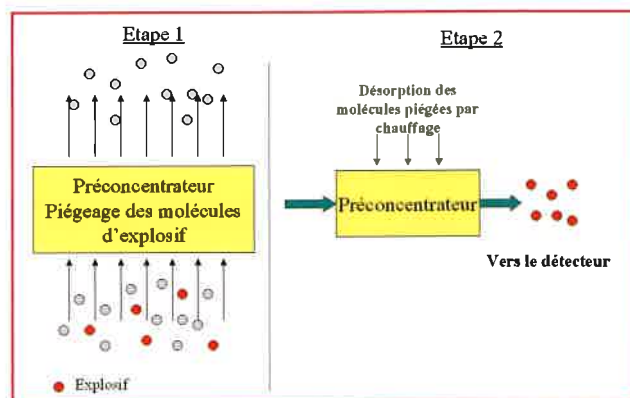 Etape 1
Préconcentrateur
Piégeage des molécules
d'explosif
Explosif
Etape 2
Désorption des
molécules piégées par
chauffage
Préconcentrateur
Vers le détecteur